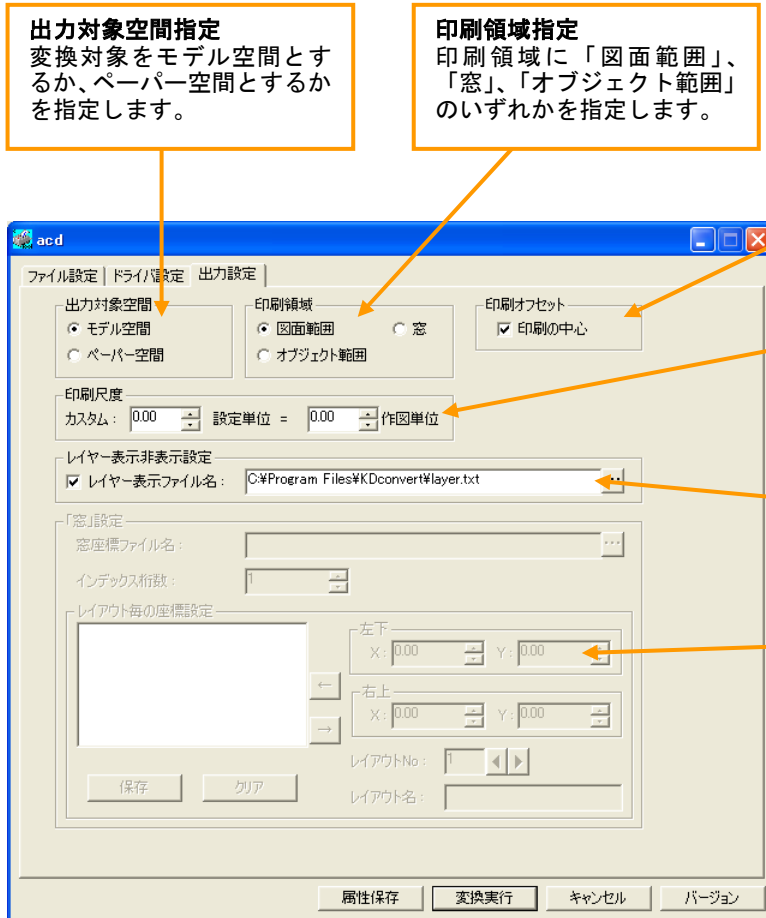 出力対象空間指定
変換対象をモデル空間とす
るか、ペーパー空間とするか
を指定します。
印刷領域指定
印刷領域に「図面範囲」、
「窓」、「オブジェクト範囲」
のいずれかを指定します。
acd
ファイル設定 ドライバ設定 出力設定
出力対象空間
モデル空間
ペーパー空間
印刷領域
図面範囲 窓
オブジェクト範囲
印刷オフセット
印刷の中心
印刷尺度
カスタム: 0.00 設定単位 = 0.00 作図単位
レイヤー表示非表示設定
レイヤー表示ファイル名: C:¥Program Files¥KDconvert¥layer.txt ...
「窓」設定
窓座標ファイル名: ...
インデックス桁数: 1
レイアウト毎の座標設定
← →
保存 クリア
左下
X: 0.00 Y: 0.00
右上
X: 0.00 Y: 0.00
レイアウトNo: 1
レイアウト名:
属性保存 変換実行 キャンセル バージョン